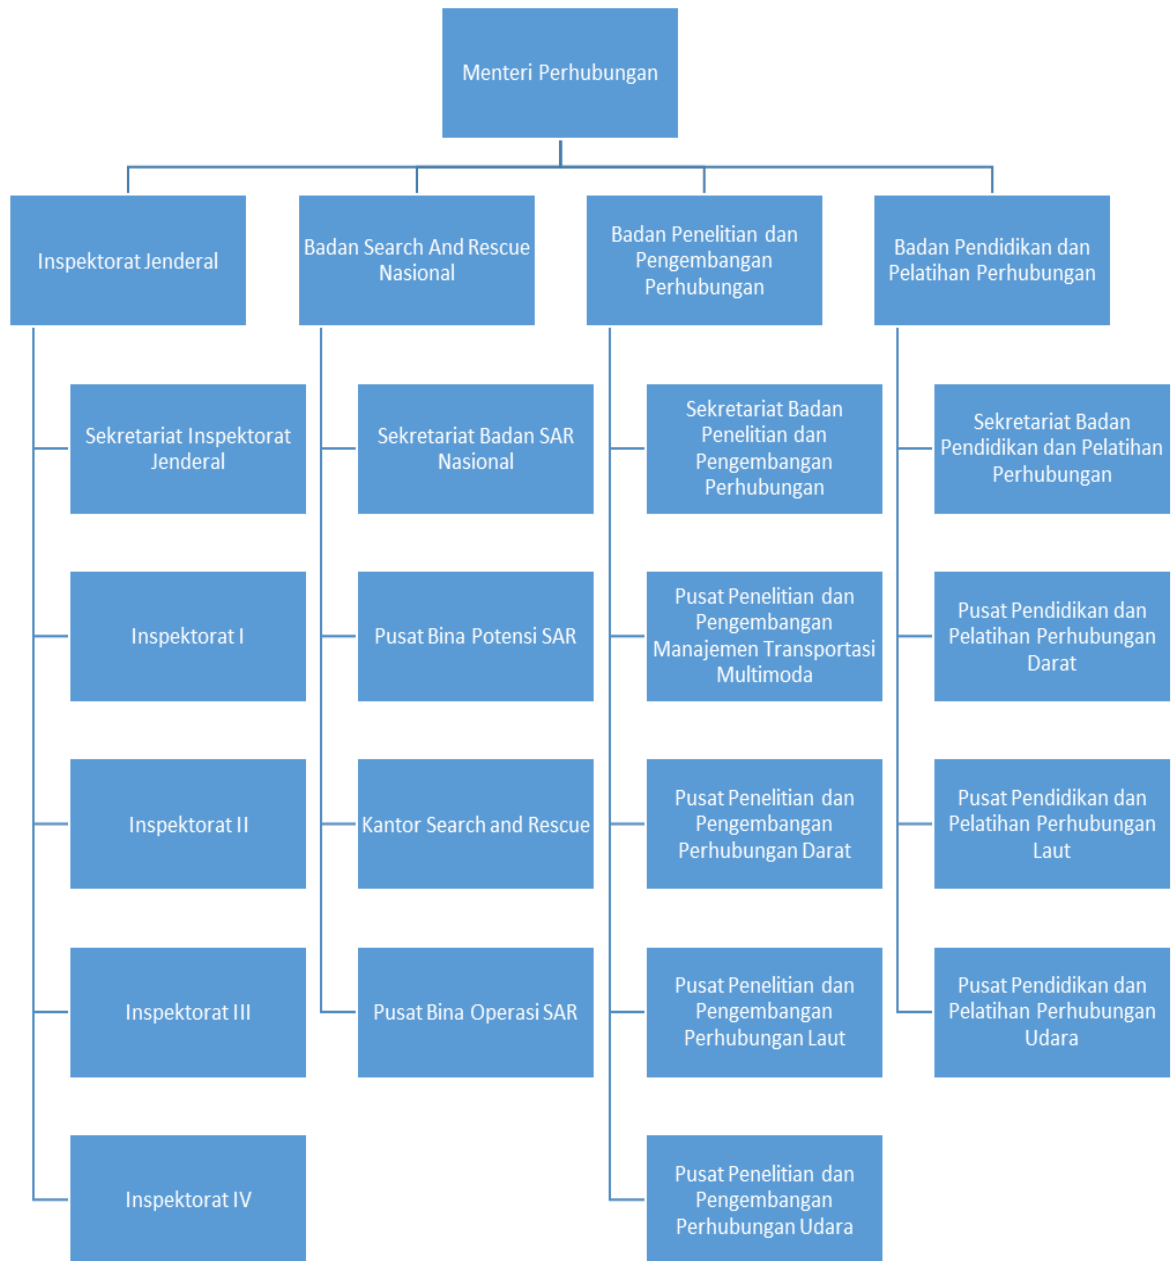 Menteri Perhubungan
Inspektorat Jenderal
Badan Search And Rescue
Nasional
Badan Penelitian dan
Pengembangan
Perhubungan
Badan Pendidikan dan
Pelatihan Perhubungan
Sekretariat Inspektorat
Jenderal
Sekretariat Badan SAR
Nasional
Sekretariat Badan
Penelitian dan
Pengembangan
Perhubungan
Sekretariat Badan
Pendidikan dan Pelatihan
Perhubungan
Inspektorat I
Pusat Bina Potensi SAR
Pusat Penelitian dan
Pengembangan
Manajemen Transportasi
Multimoda
Pusat Pendidikan dan
Pelatihan Perhubungan
Darat
Inspektorat II
Kantor Search and Rescue
Pusat Penelitian dan
Pengembangan
Perhubungan Darat
Pusat Pendidikan dan
Pelatihan Perhubungan
Laut
Inspektorat III
Pusat Bina Operasi SAR
Pusat Penelitian dan
Pengembangan
Perhubungan Laut
Pusat Pendidikan dan
Pelatihan Perhubungan
Udara
Inspektorat IV
Pusat Penelitian dan
Pengembangan
Perhubungan Udara